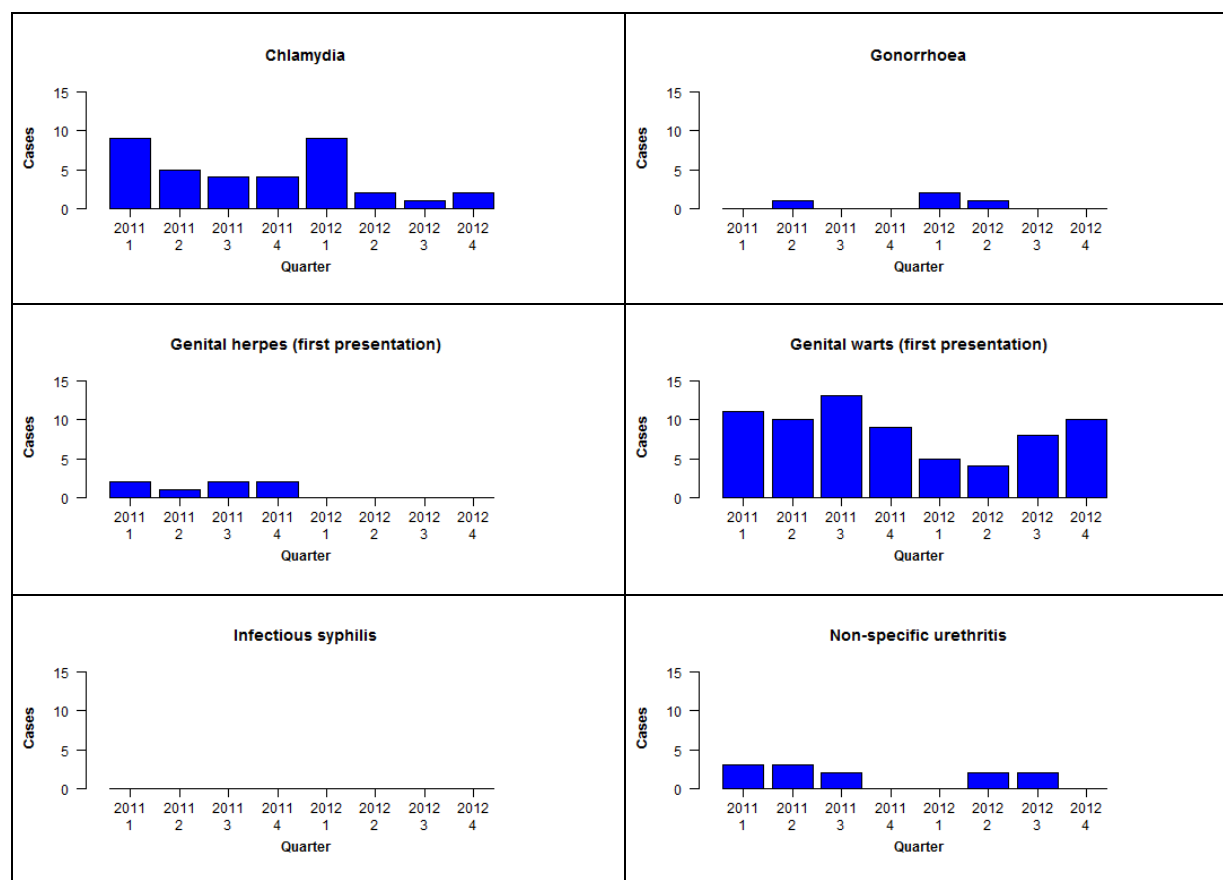 Chlamydia
15
10
5
0
Cases
2011 2011 2011 2011 2012 2012 2012 2012
1 2 3 4 1 2 3 4
Quarter
Gonorrhoea
15
10
5
0
Cases
2011 2011 2011 2011 2012 2012 2012 2012
1 2 3 4 1 2 3 4
Quarter
Genital herpes (first presentation)
15
10
5
0
Cases
2011 2011 2011 2011 2012 2012 2012 2012
1 2 3 4 1 2 3 4
Quarter
Genital warts (first presentation)
15
10
5
0
Cases
2011 2011 2011 2011 2012 2012 2012 2012
1 2 3 4 1 2 3 4
Quarter
Infectious syphilis
15
10
5
0
Cases
2011 2011 2011 2011 2012 2012 2012 2012
1 2 3 4 1 2 3 4
Quarter
Non-specific urethritis
15
10
5
0
Cases
2011 2011 2011 2011 2012 2012 2012 2012
1 2 3 4 1 2 3 4
Quarter